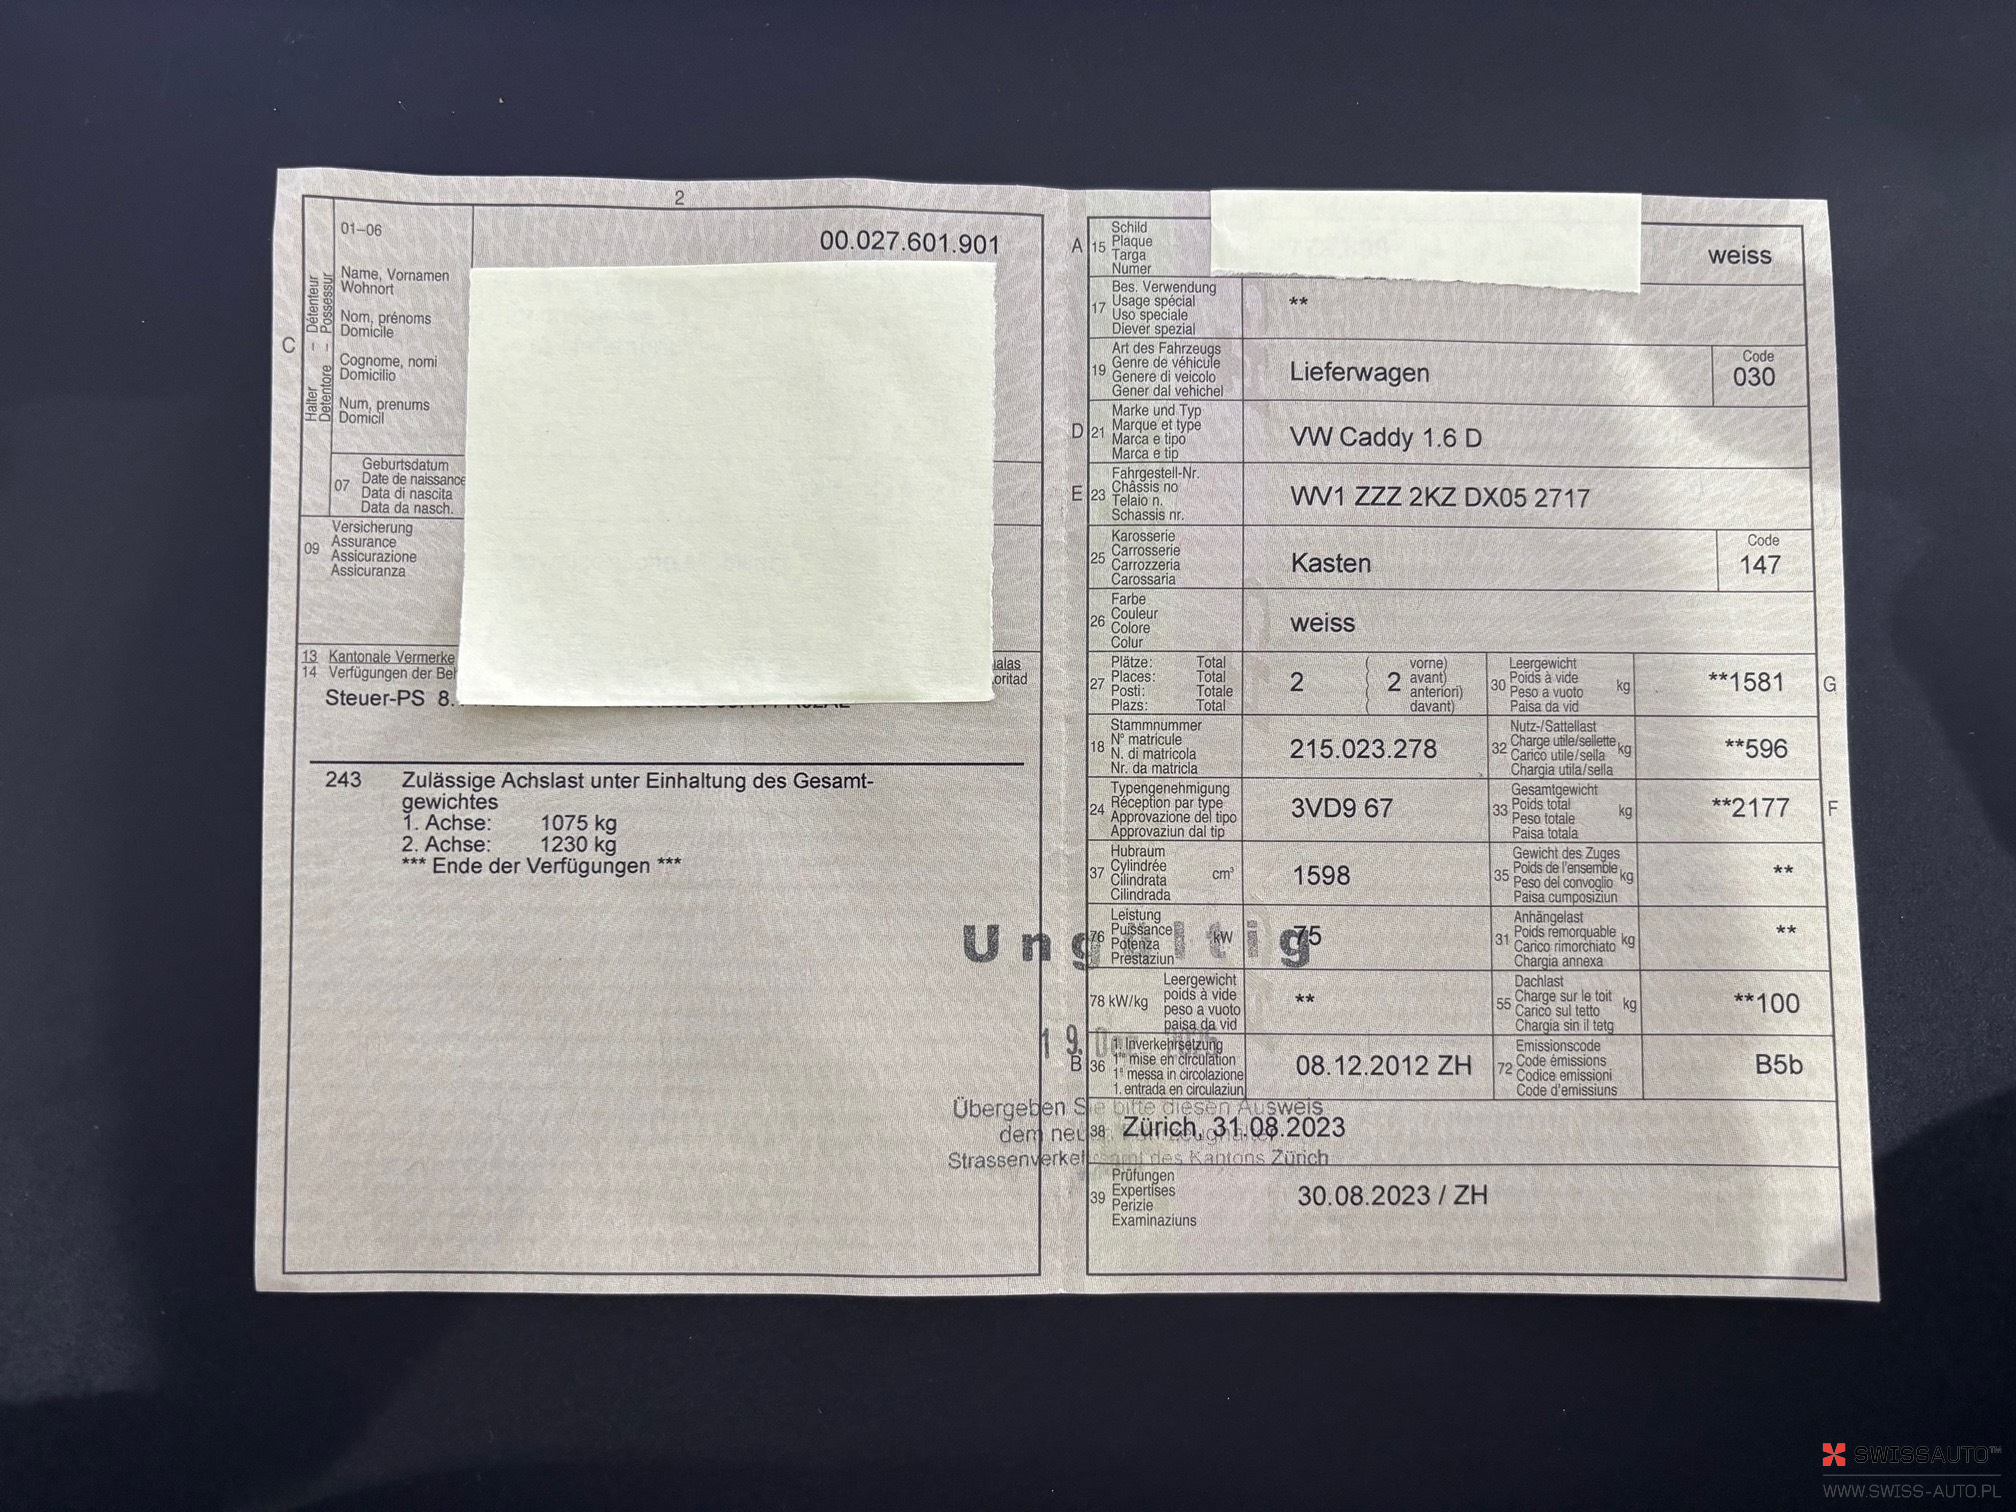 2
01–06
00.027.601.901
Name, Vornamen
Wohnort
Nom, prénoms
Domicile
Cognome, nomi
Domicilio
Num, prenums
Domicil
C
Halter – Détenteur
Detentore – Possessur
07
Geburtsdatum
Date de naissance
Data di nascita
Data da nasch.
09
Versicherung
Assurance
Assicurazione
Assicuranza
13 Kantonale Vermerke
14 Verfügungen der
Steuer-PS 8.
243 Zulässige Achslast unter Einhaltung des Gesamt-
gewichtes
1. Achse: 1075 kg
2. Achse: 1230 kg
*** Ende der Verfügungen ***
A 15
Schild
Plaque
Targa
Numer
weiss
17
Bes. Verwendung
Usage spécial
Uso speciale
Diever spezial
**
19
Art des Fahrzeugs
Genre de véhicule
Genere di veicolo
Gener dal vehichel
Lieferwagen
Code
030
D 21
Marke und Typ
Marque et type
Marca e tipo
Marca e tip
VW Caddy 1.6 D
E 23
Fahrgestell-Nr.
Châssis no
Telaio n.
Schassis nr.
WV1 ZZZ 2KZ DX05 2717
25
Karosserie
Carrosserie
Carrozzeria
Carossaria
Kasten
Code
147
26
Farbe
Couleur
Colore
Colur
weiss
27
Plätze: Total
Places: Total
Posti: Totale
Plazs: Total
2
( vorne)
( 2 avant)
( anteriori)
( davant)
30
Leergewicht
Poids à vide
Peso a vuoto
Paisa da vid
kg
**1581
G
18
Stammnummer
N° matricule
N. di matricola
Nr. da matricla
215.023.278
32
Nutz-/Sattellast
Charge utile/sellette
Carico utile/sella
Chargia utila/sella
kg
**596
24
Typengenehmigung
Réception par type
Approvazione del tipo
Approvaziun dal tip
3VD9 67
33
Gesamtgewicht
Poids total
Peso totale
Paisa totala
kg
**2177
F
37
Hubraum
Cylindrée
Cilindrata
Cilindrada
cm³
1598
35
Gewicht des Zuges
Poids de l'ensemble
Peso del convoglio
Paisa cumposiziun
kg
**
76
Leistung
Puissance
Potenza
Prestaziun
kW
75
31
Anhängelast
Poids remorquable
Carico rimorchiato
Chargia annexa
kg
**
Ungültig
78 kW/kg
Leergewicht
poids à vide
peso a vuoto
paisa da vid
**
55
Dachlast
Charge sur le toit
Carico sul tetto
Chargia sin il tetg
kg
**100
19.
B 36
1. Inverkehrsetzung
1re mise en circulation
1a messa in circolazione
1. entrada en circulaziun
08.12.2012 ZH
72
Emissionscode
Code émissions
Codice emissioni
Code d'emissiuns
B5b
Übergeben Sie bitte diesen Ausweis
dem
38 Zürich, 31.08.2023
Strassenverkehrsamt des Kantons Zürich
39
Prüfungen
Expertises
Perizie
Examinaziuns
30.08.2023 / ZH
SWISSAUTO™
WWW.SWISS-AUTO.PL